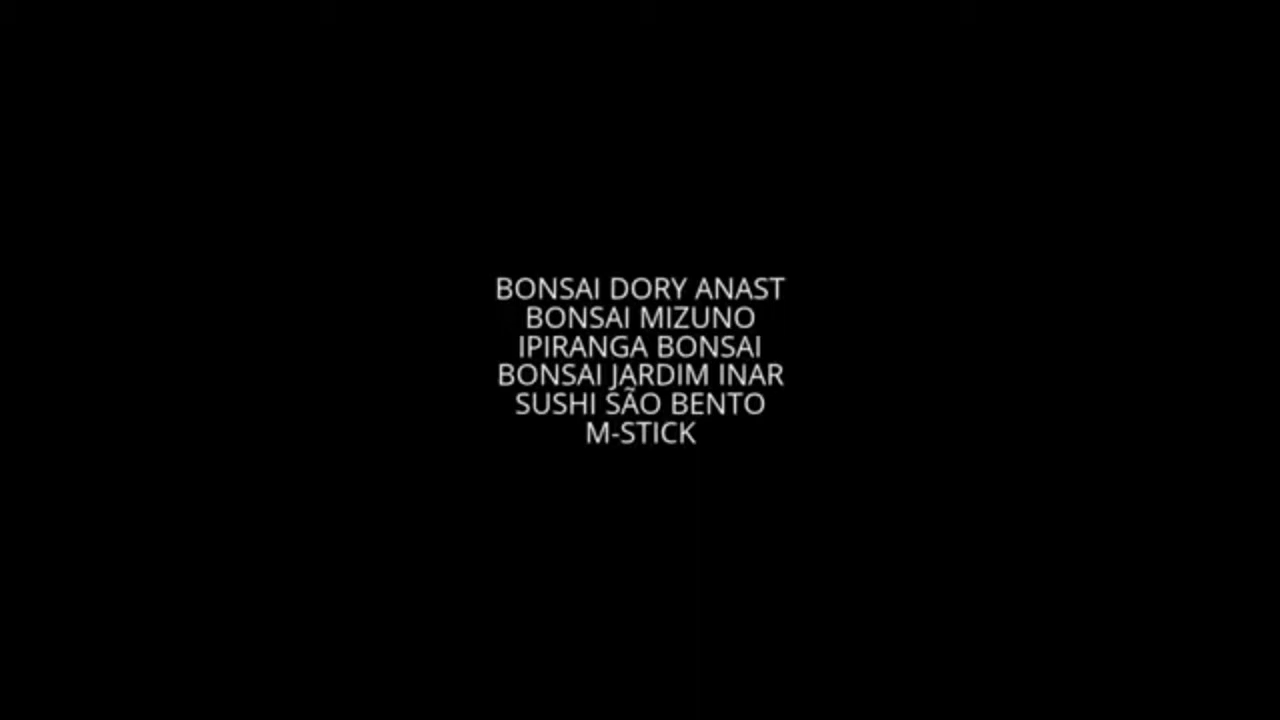 BONSAI DORY ANAST
BONSAI MIZUNO
IPIRANGA BONSAI
BONSAI JARDIM INAR
SUSHI SÃO BENTO
M-STICK